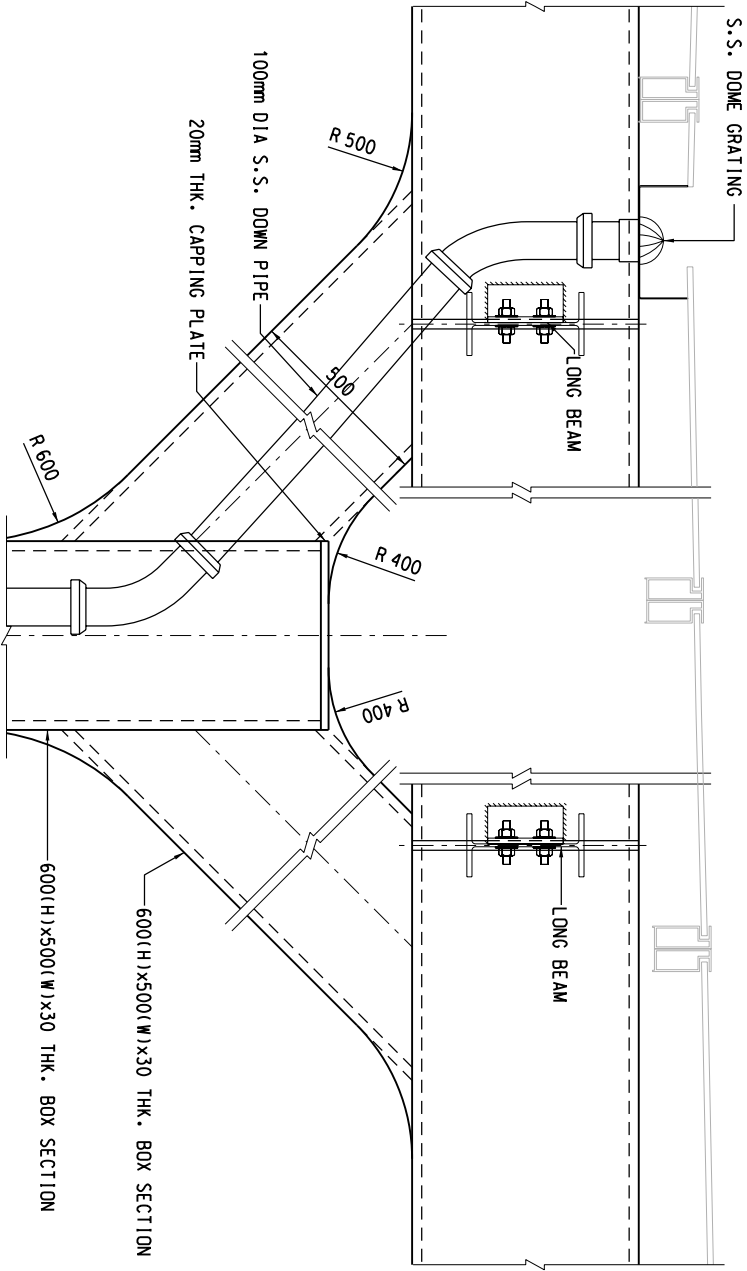 S.S. DOME GRATING
LONG BEAM
LONG BEAM
R 500
100mm DIA S.S. DOWN PIPE
20mm THK. CAPPING PLATE
500
R 400
R 400
R 600
600(H)x500(W)x30 THK. BOX SECTION
600(H)x500(W)x30 THK. BOX SECTION